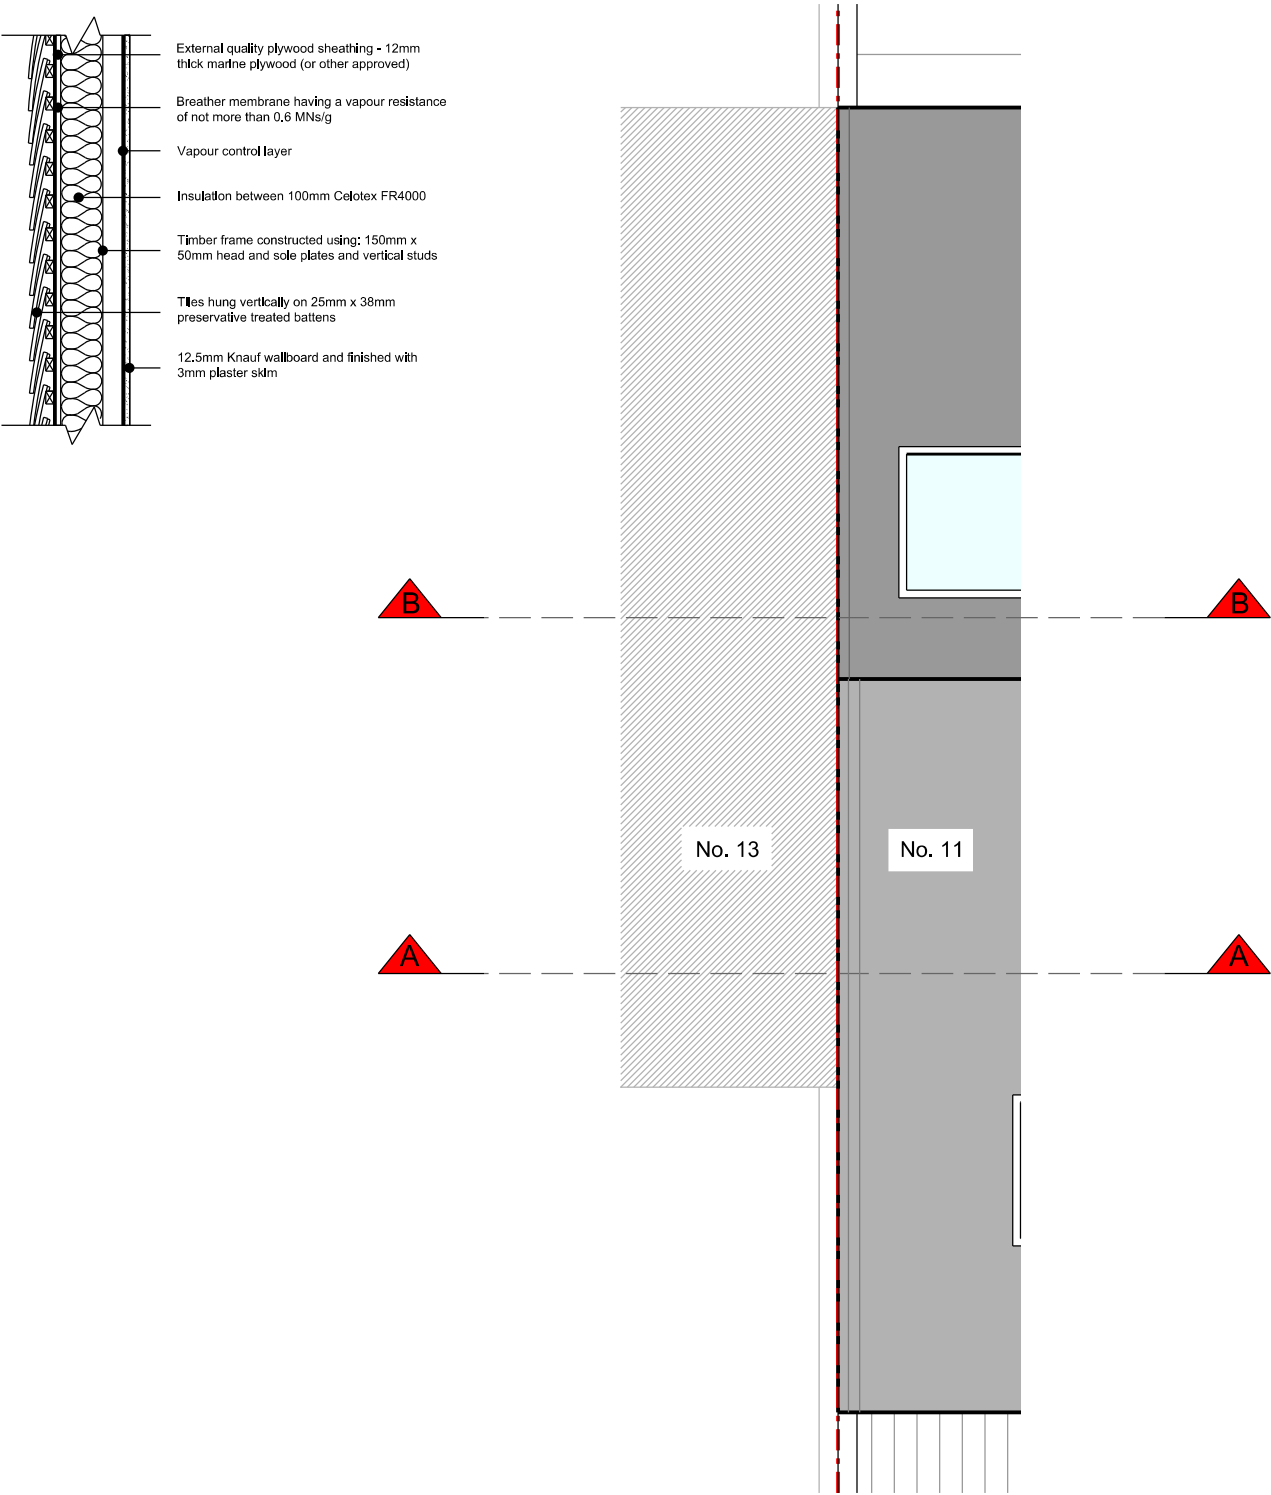 External quality plywood sheathing - 12mm
thick marine plywood (or other approved)
Breather membrane having a vapour resistance
of not more than 0.6 MNs/g
Vapour control layer
Insulation between 100mm Celotex FR4000
Timber frame constructed using: 150mm x
50mm head and sole plates and vertical studs
Tiles hung vertically on 25mm x 38mm
preservative treated battens
12.5mm Knauf wallboard and finished with
3mm plaster skim
B
B
No. 13
No. 11
A
A